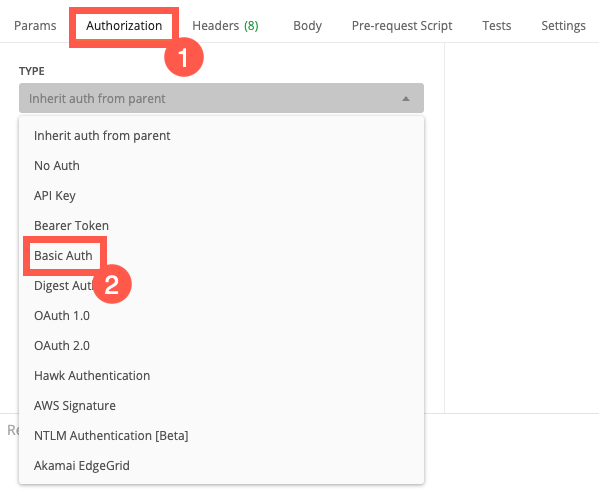 Params Authorization Headers (8) Body Pre-request Script Tests Settings
1
TYPE
Inherit auth from parent
Inherit auth from parent
No Auth
API Key
Bearer Token
Basic Auth
2
Digest Auth
OAuth 1.0
OAuth 2.0
Hawk Authentication
AWS Signature
NTLM Authentication [Beta]
Akamai EdgeGrid